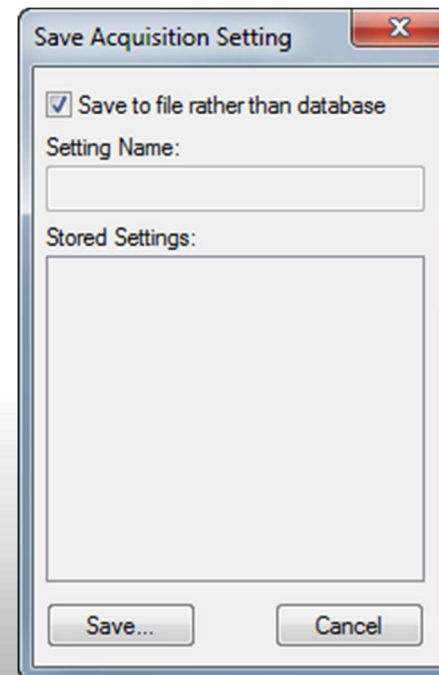 Save Acquisition Setting
Save to file rather than database
Setting Name:
Stored Settings:
Save...
Cancel